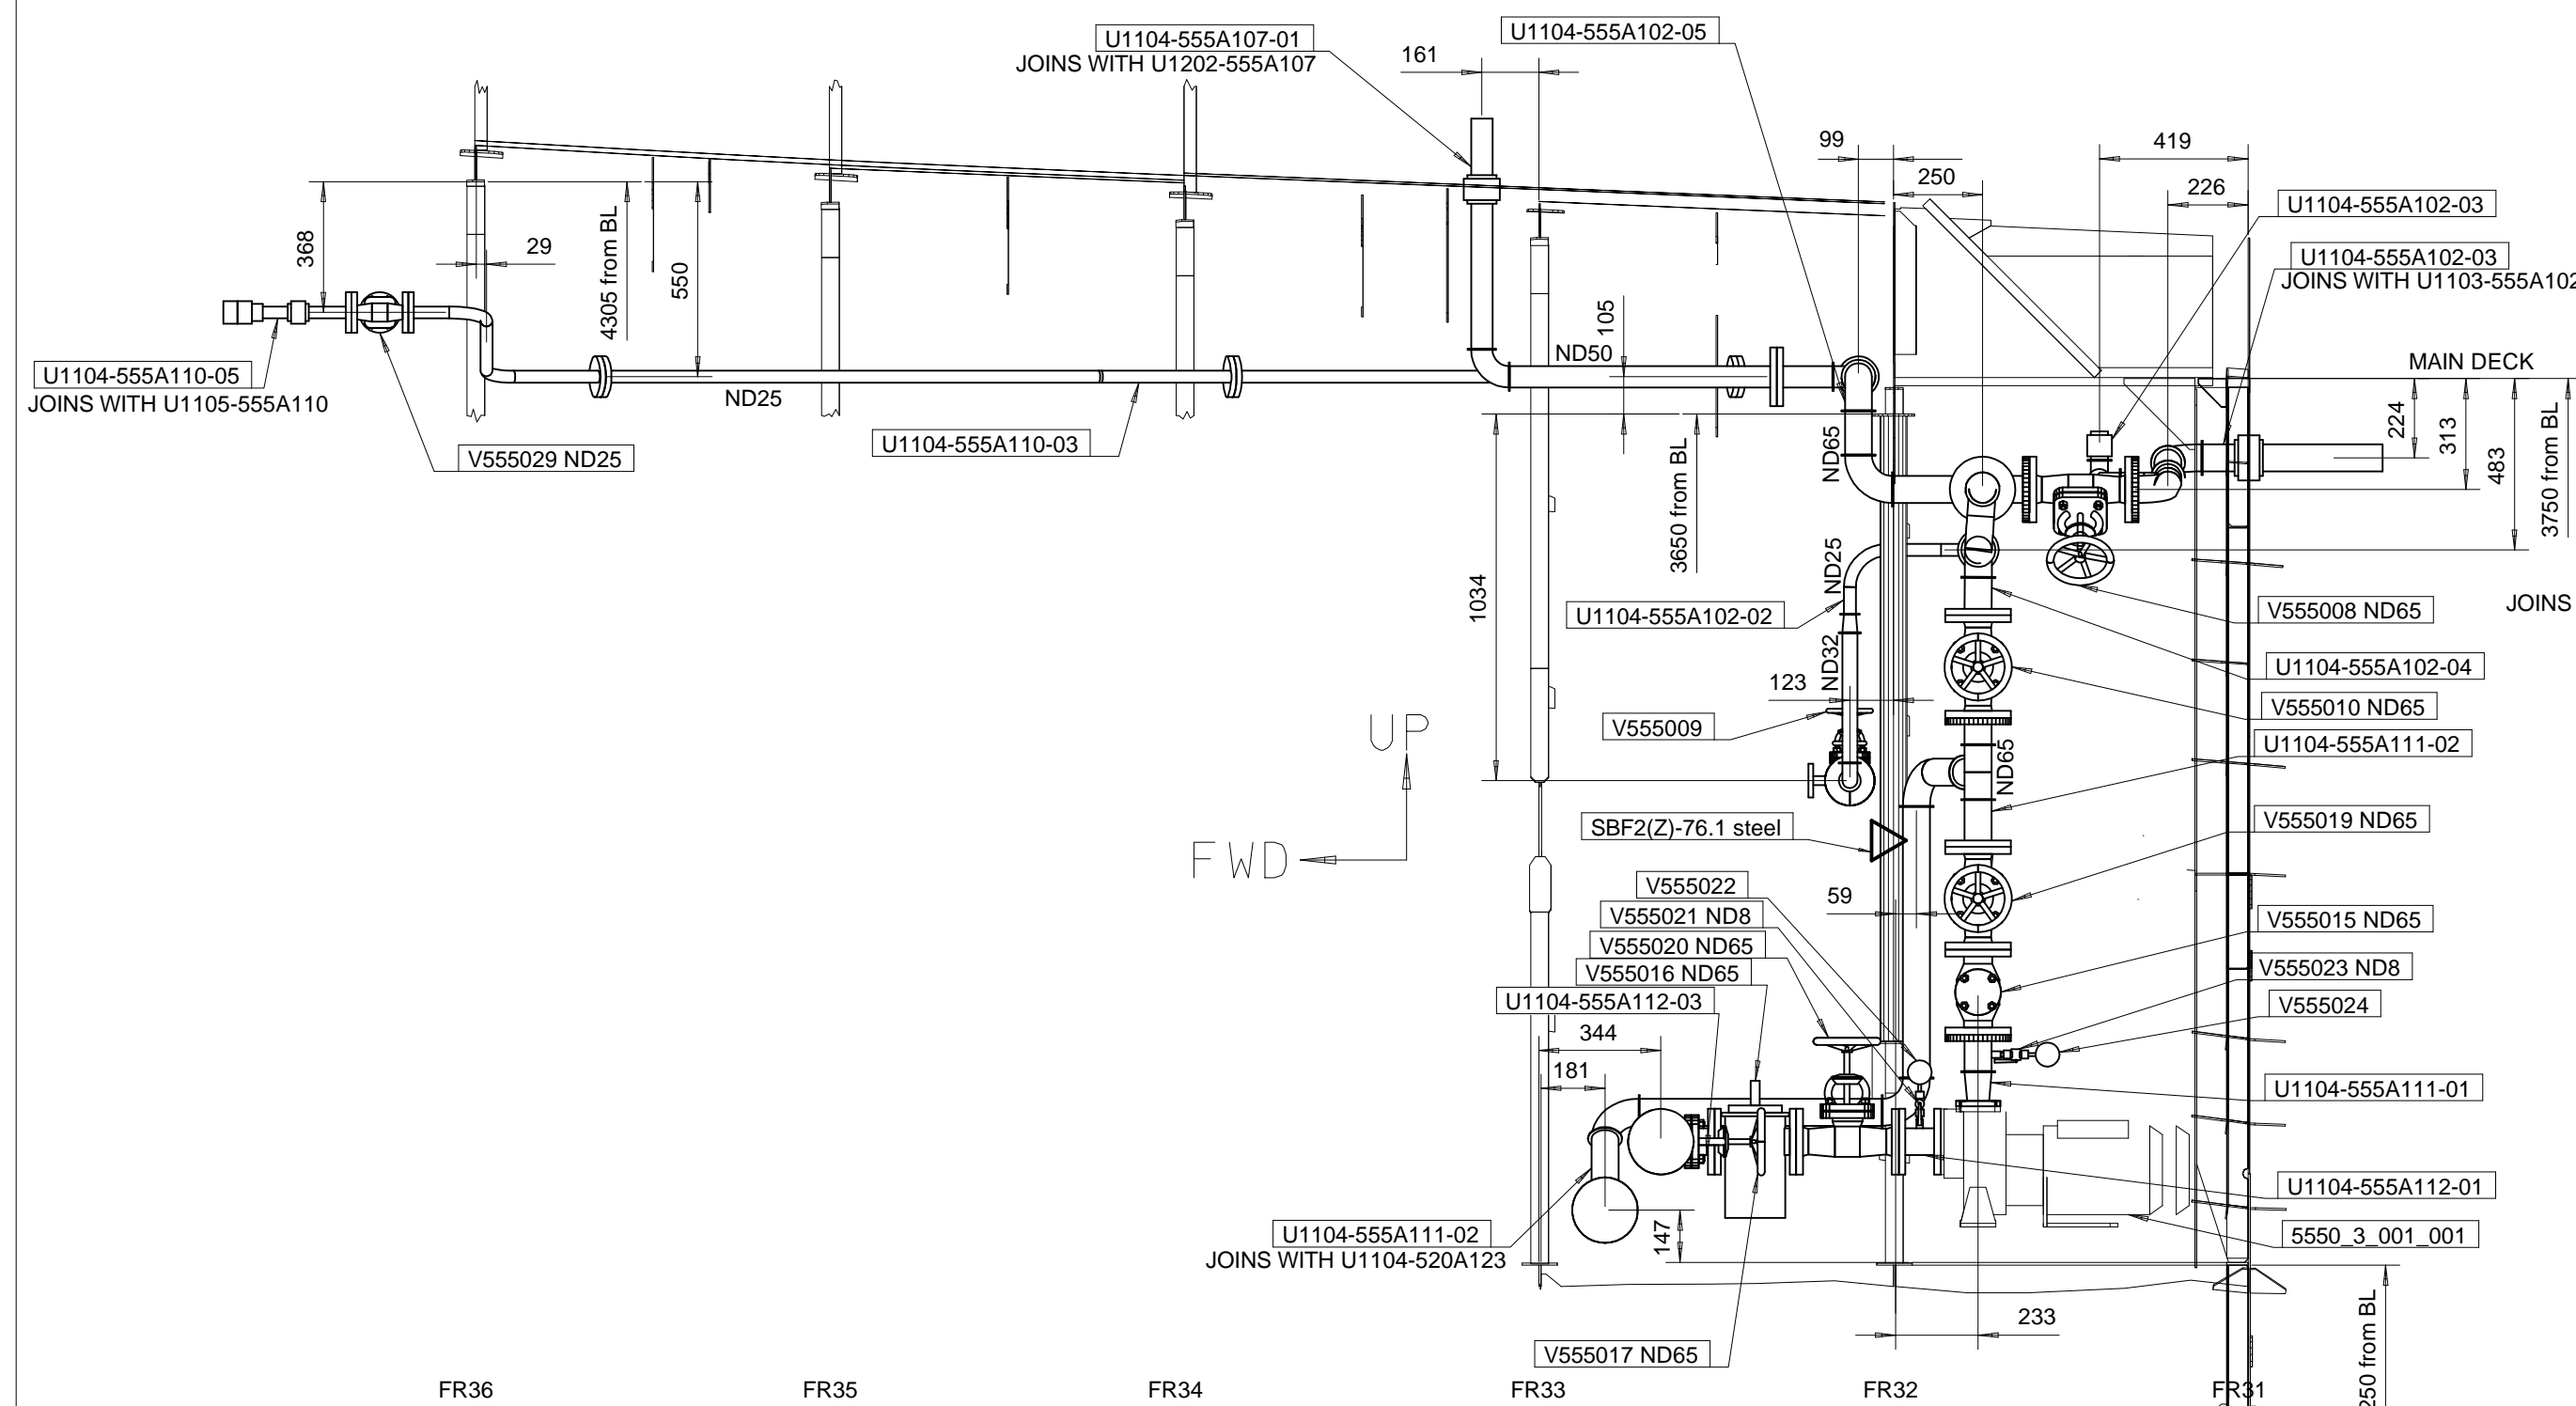 U1104-555A107-01
JOINS WITH U1202-555A107
161
U1104-555A102-05
99
419
250
226
U1104-555A102-03
U1104-555A102-03
JOINS WITH U1103-555A102
368
29
4305 from BL
550
105
ND50
MAIN DECK
U1104-555A110-05
JOINS WITH U1105-555A110
ND25
V555029 ND25
U1104-555A110-03
ND65
3650 from BL
224
313
483
3750 from BL
1034
ND25
U1104-555A102-02
V555008 ND65
JOINS
ND32
U1104-555A102-04
123
V555010 ND65
V555009
U1104-555A111-02
ND65
UP
FWD
SBF2(Z)-76.1 steel
V555019 ND65
V555022
59
V555021 ND8
V555015 ND65
V555020 ND65
V555016 ND65
V555023 ND8
U1104-555A112-03
V555024
344
181
U1104-555A111-01
U1104-555A112-01
U1104-555A111-02
JOINS WITH U1104-520A123
147
5550_3_001_001
233
250 from BL
V555017 ND65
FR36
FR35
FR34
FR33
FR32
FR31